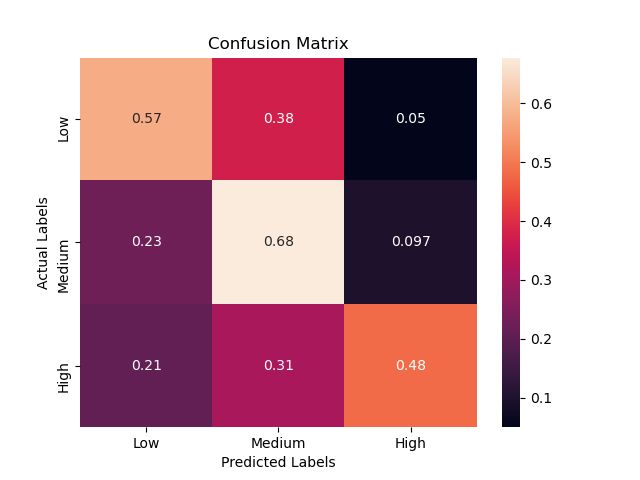 Confusion Matrix
Actual Labels
Low
0.57 0.38 0.05
0.6
0.5
Medium
0.23 0.68 0.097
0.4
0.3
High
0.21 0.31 0.48
0.2
0.1
Low Medium High
Predicted Labels